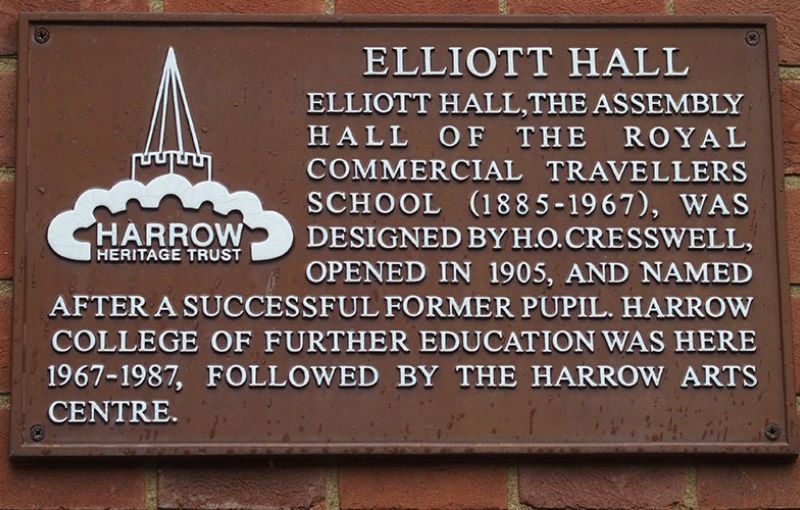 ELLIOTT HALL
ELLIOTT HALL, THE ASSEMBLY
HALL OF THE ROYAL
COMMERCIAL TRAVELLERS
SCHOOL (1885-1967), WAS
DESIGNED BY H.O. CRESSWELL,
OPENED IN 1905, AND NAMED
AFTER A SUCCESSFUL FORMER PUPIL. HARROW
COLLEGE OF FURTHER EDUCATION WAS HERE
1967-1987, FOLLOWED BY THE HARROW ARTS
CENTRE.
HARROW
HERITAGE TRUST